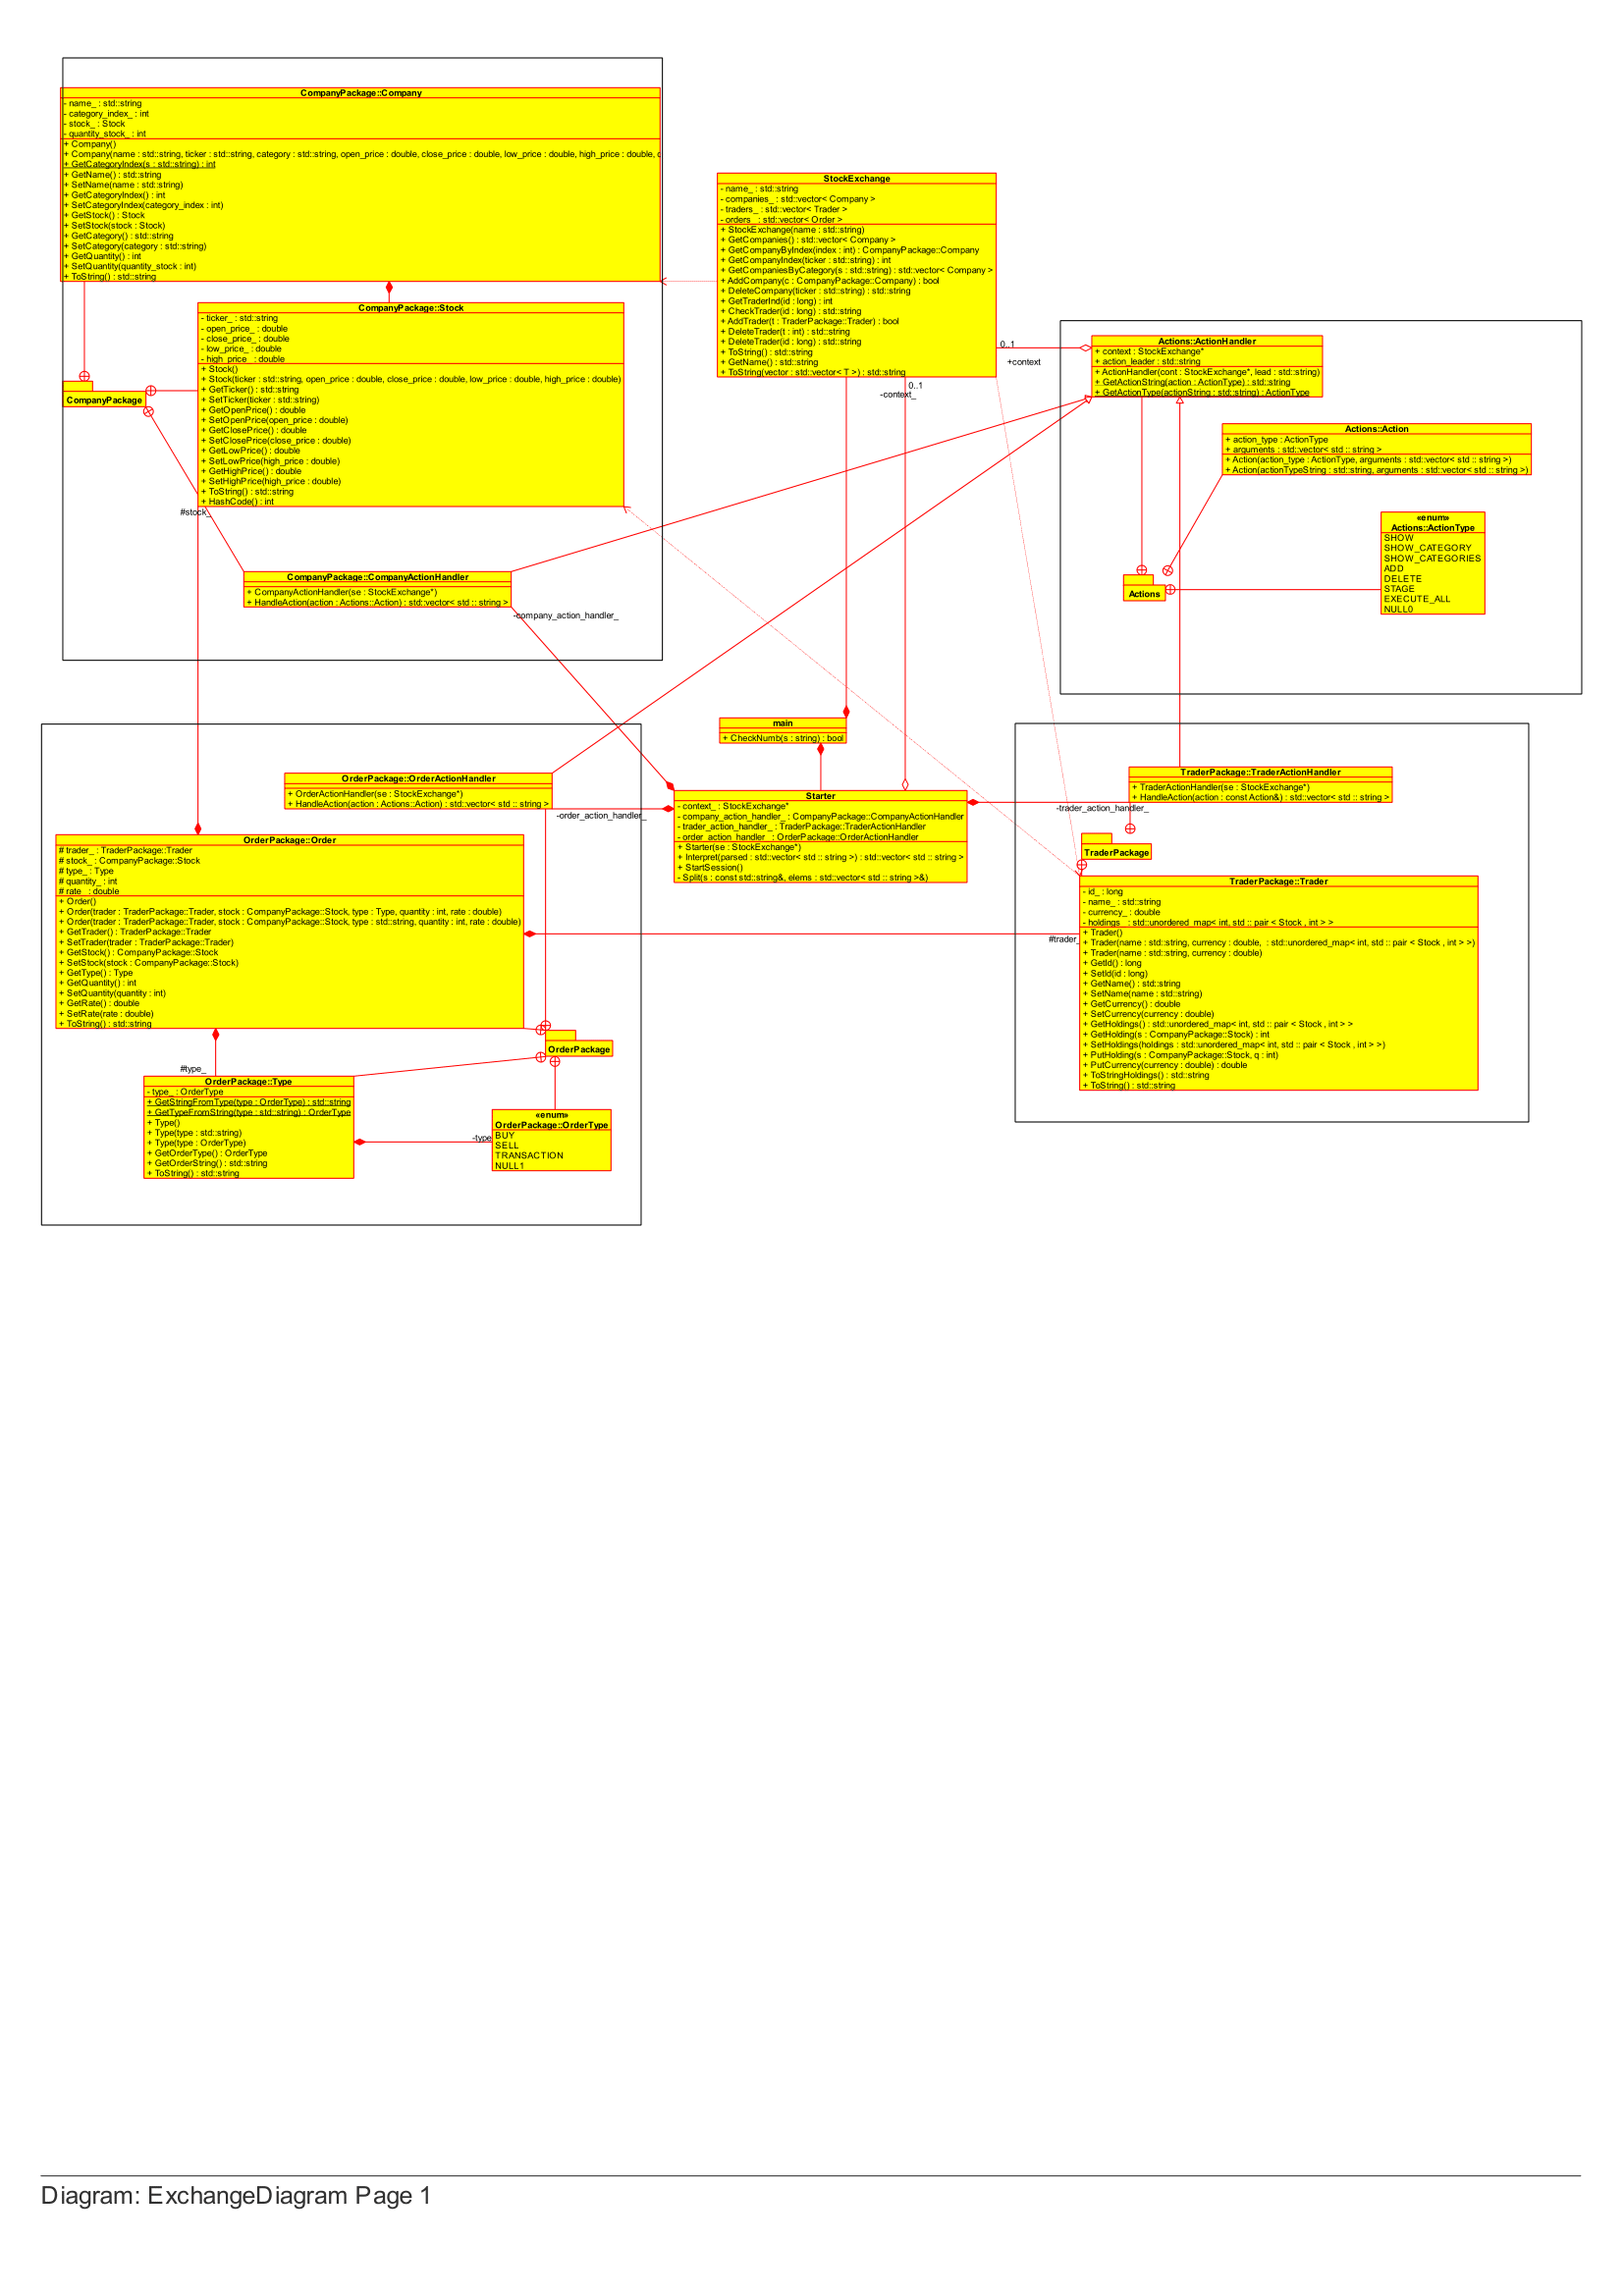 CompanyPackage::Company
- name_ : std::string
- category_index_ : int
- stock_ : Stock
- quantity_stock_ : int
+ Company()
+ Company(name : std::string, ticker : std::string, category : std::string, open_price : double, close_price : double, low_price : double, high_price : double,
+ GetCategoryIndex(s : std::string) : int
+ GetName() : std::string
+ SetName(name : std::string)
+ GetCategoryIndex() : int
+ SetCategoryIndex(category_index : int)
+ GetStock() : Stock
+ SetStock(stock : Stock)
+ GetCategory() : std::string
+ SetCategory(category : std::string)
+ GetQuantity() : int
+ SetQuantity(quantity_stock : int)
+ ToString() : std::string
StockExchange
- name_ : std::string
- companies_ : std::vector< Company >
- traders_ : std::vector< Trader >
- orders_ : std::vector< Order >
+ StockExchange(name : std::string)
+ GetCompanies() : std::vector< Company >
+ GetCompanyByIndex(index : int) : CompanyPackage::Company
+ GetCompanyIndex(ticker : std::string) : int
+ GetCompaniesByCategory(s : std::string) : std::vector< Company >
+ AddCompany(c : CompanyPackage::Company) : bool
+ DeleteCompany(ticker : std::string) : std::string
+ GetTraderInd(id : long) : int
+ CheckTrader(id : long) : std::string
+ AddTrader(t : TraderPackage::Trader) : bool
+ DeleteTrader(t : int) : std::string
+ DeleteTrader(id : long) : std::string
+ ToString() : std::string
+ GetName() : std::string
+ ToString(vector : std::vector< T >) : std::string
0..1
+context
0..1
-context_
CompanyPackage::Stock
- ticker_ : std::string
- open_price_ : double
- close_price_ : double
- low_price_ : double
- high_price_ : double
+ Stock()
+ Stock(ticker : std::string, open_price : double, close_price : double, low_price : double, high_price : double)
+ GetTicker() : std::string
+ SetTicker(ticker : std::string)
+ GetOpenPrice() : double
+ SetOpenPrice(open_price : double)
+ GetClosePrice() : double
+ SetClosePrice(close_price : double)
+ GetLowPrice() : double
+ SetLowPrice(high_price : double)
+ GetHighPrice() : double
+ SetHighPrice(high_price : double)
+ ToString() : std::string
+ HashCode() : int
CompanyPackage
#stock_
Actions::ActionHandler
+ context : StockExchange*
+ action_leader : std::string
+ ActionHandler(cont : StockExchange*, lead : std::string)
+ GetActionString(action : ActionType) : std::string
+ GetActionType(actionString : std::string) : ActionType
Actions::Action
+ action_type : ActionType
+ arguments : std::vector< std :: string >
+ Action(action_type : ActionType, arguments : std::vector< std :: string >)
+ Action(actionTypeString : std::string, arguments : std::vector< std :: string >)
«enum»
Actions::ActionType
SHOW
SHOW_CATEGORY
SHOW_CATEGORIES
ADD
DELETE
STAGE
EXECUTE_ALL
NULL0
Actions
CompanyPackage::CompanyActionHandler
+ CompanyActionHandler(se : StockExchange*)
+ HandleAction(action : Actions::Action) : std::vector< std :: string >
-company_action_handler_
main
+ CheckNumb(s : string) : bool
OrderPackage::OrderActionHandler
+ OrderActionHandler(se : StockExchange*)
+ HandleAction(action : Actions::Action) : std::vector< std :: string >
-order_action_handler_
Starter
- context_ : StockExchange*
- company_action_handler_ : CompanyPackage::CompanyActionHandler
- trader_action_handler_ : TraderPackage::TraderActionHandler
- order_action_handler_ : OrderPackage::OrderActionHandler
+ Starter(se : StockExchange*)
+ Interpret(parsed : std::vector< std :: string >) : std::vector< std :: string >
+ StartSession()
- Split(s : const std::string&, elems : std::vector< std :: string >&)
TraderPackage::TraderActionHandler
+ TraderActionHandler(se : StockExchange*)
+ HandleAction(action : const Action&) : std::vector< std :: string >
-trader_action_handler_
TraderPackage
OrderPackage::Order
# trader_ : TraderPackage::Trader
# stock_ : CompanyPackage::Stock
# type_ : Type
# quantity_ : int
# rate_ : double
+ Order()
+ Order(trader : TraderPackage::Trader, stock : CompanyPackage::Stock, type : Type, quantity : int, rate : double)
+ Order(trader : TraderPackage::Trader, stock : CompanyPackage::Stock, type : std::string, quantity : int, rate : double)
+ GetTrader() : TraderPackage::Trader
+ SetTrader(trader : TraderPackage::Trader)
+ GetStock() : CompanyPackage::Stock
+ SetStock(stock : CompanyPackage::Stock)
+ GetType() : Type
+ GetQuantity() : int
+ SetQuantity(quantity : int)
+ GetRate() : double
+ SetRate(rate : double)
+ ToString() : std::string
#trader_
TraderPackage::Trader
- id_ : long
- name_ : std::string
- currency_ : double
- holdings_ : std::unordered_map< int, std :: pair < Stock , int > >
+ Trader()
+ Trader(name : std::string, currency : double,  : std::unordered_map< int, std :: pair < Stock , int > >)
+ Trader(name : std::string, currency : double)
+ GetId() : long
+ SetId(id : long)
+ GetName() : std::string
+ SetName(name : std::string)
+ GetCurrency() : double
+ SetCurrency(currency : double)
+ GetHoldings() : std::unordered_map< int, std :: pair < Stock , int > >
+ GetHolding(s : CompanyPackage::Stock) : int
+ SetHoldings(holdings : std::unordered_map< int, std :: pair < Stock , int > >)
+ PutHolding(s : CompanyPackage::Stock, q : int)
+ PutCurrency(currency : double) : double
+ ToStringHoldings() : std::string
+ ToString() : std::string
OrderPackage
#type_
OrderPackage::Type
- type_ : OrderType
+ GetStringFromType(type : OrderType) : std::string
+ GetTypeFromString(type : std::string) : OrderType
+ Type()
+ Type(type : std::string)
+ Type(type : OrderType)
+ GetOrderType() : OrderType
+ GetOrderString() : std::string
+ ToString() : std::string
-type
«enum»
OrderPackage::OrderType
BUY
SELL
TRANSACTION
NULL1
Diagram: ExchangeDiagram Page 1